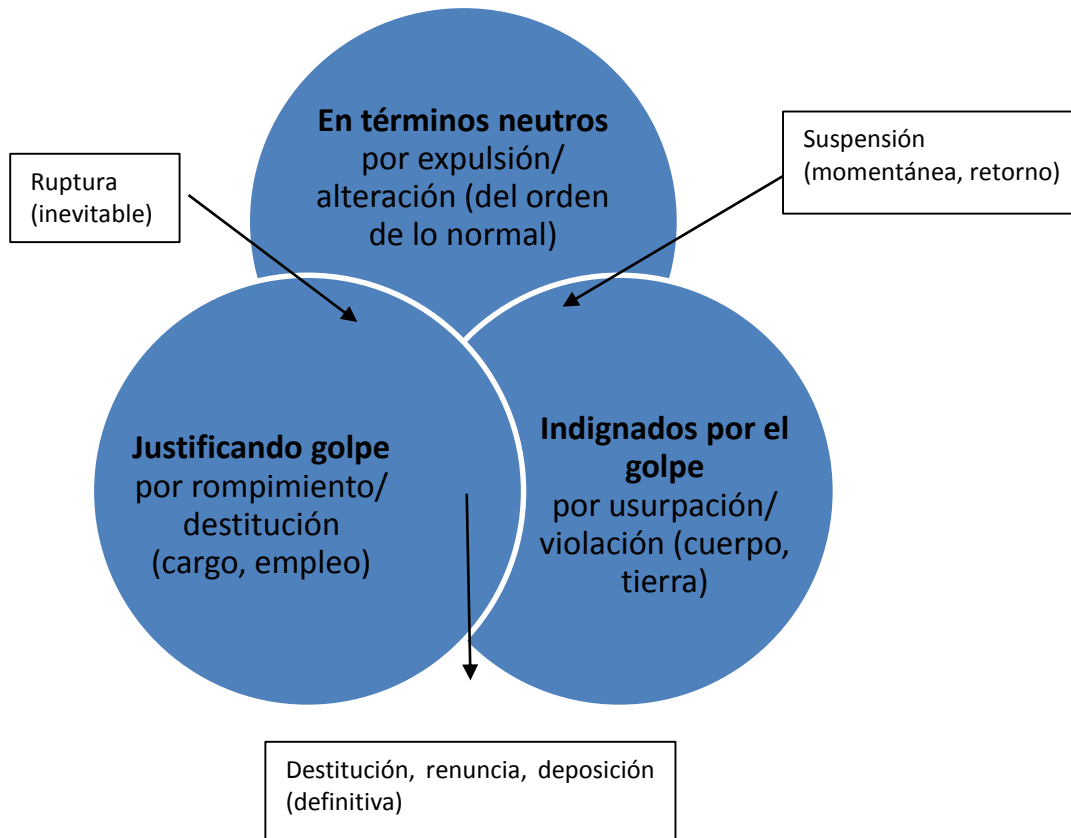 En términos neutros
por expulsión/
alteración (del orden
de lo normal)
Suspensión
(momentánea, retorno)
Ruptura
(inevitable)
Justificando golpe
por rompimiento/
destitución
(cargo, empleo)
Indignados por el
golpe
por usurpación/
violación (cuerpo,
tierra)
Destitución, renuncia, deposición
(definitiva)